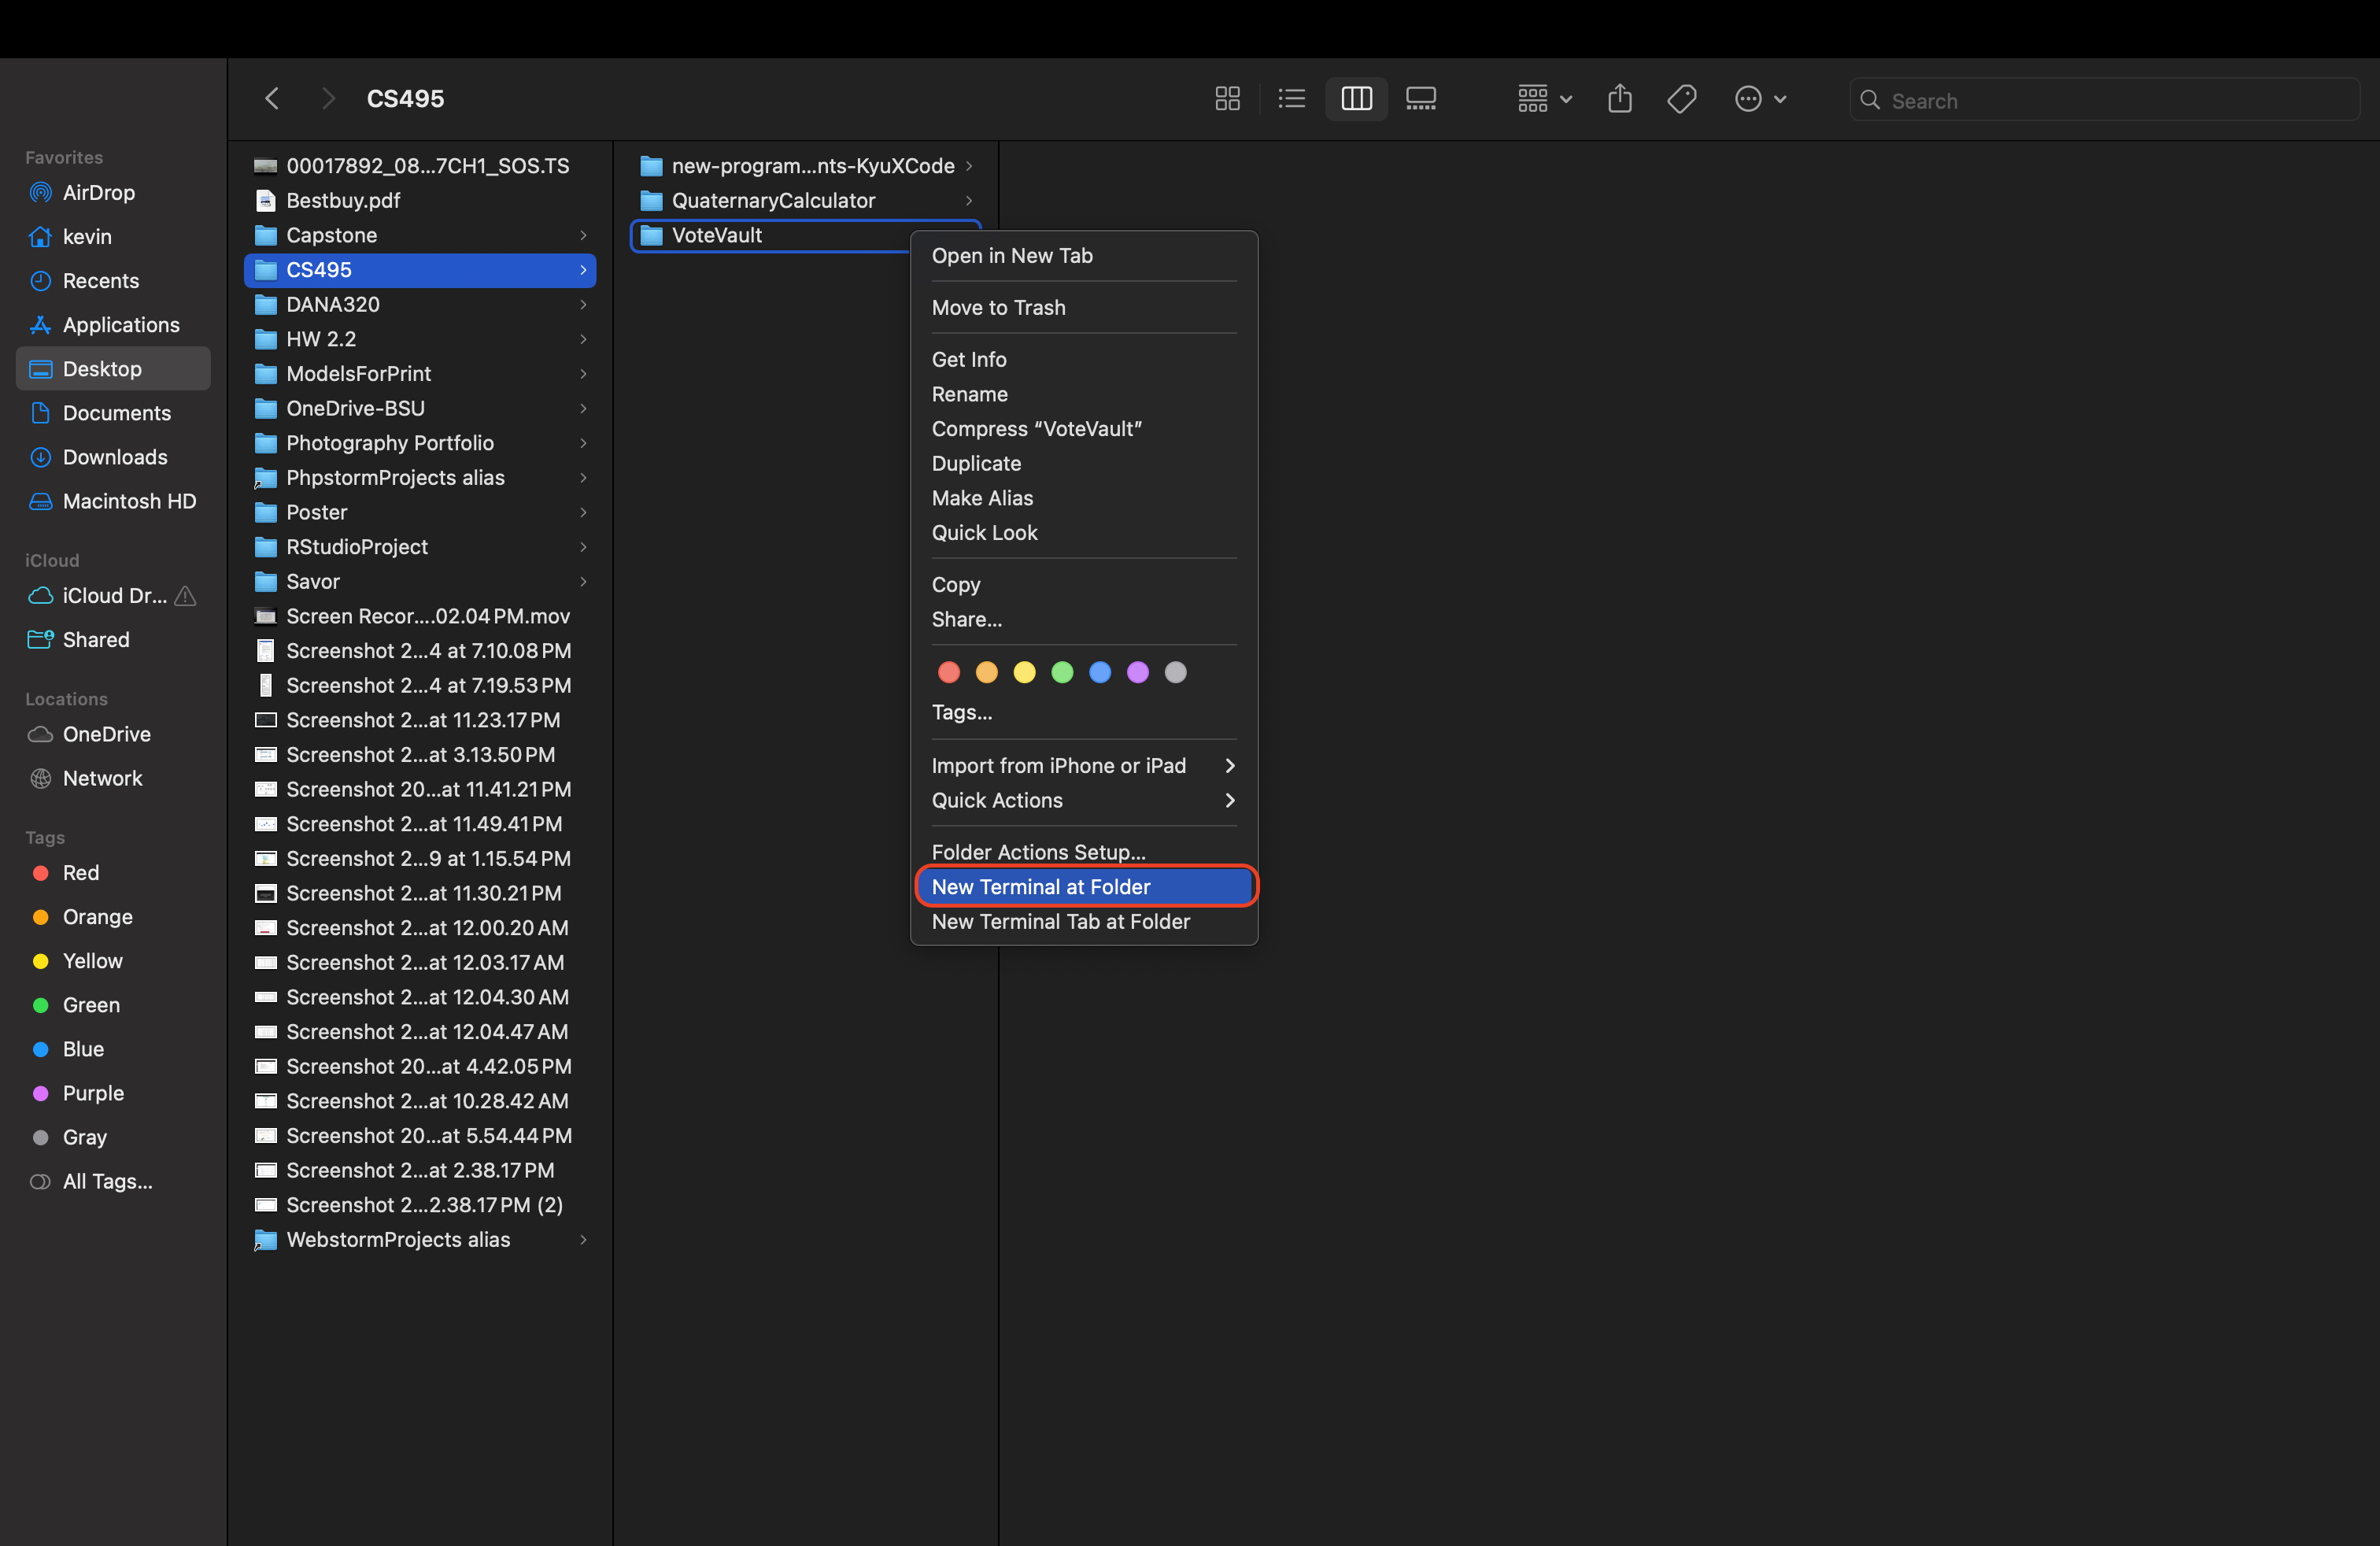 CS495
Search
Favorites
AirDrop
kevin
Recents
Applications
Desktop
Documents
Downloads
Macintosh HD
iCloud
iCloud Dr...
Shared
Locations
OneDrive
Network
Tags
Red
Orange
Yellow
Green
Blue
Purple
Gray
All Tags...
00017892_08...7CH1_SOS.TS
Bestbuy.pdf
Capstone
CS495
DANA320
HW 2.2
ModelsForPrint
OneDrive-BSU
Photography Portfolio
PhpstormProjects alias
Poster
RStudioProject
Savor
Screen Recor....02.04 PM.mov
Screenshot 2...4 at 7.10.08 PM
Screenshot 2...4 at 7.19.53 PM
Screenshot 2...at 11.23.17 PM
Screenshot 2...at 3.13.50 PM
Screenshot 20...at 11.41.21 PM
Screenshot 2...at 11.49.41 PM
Screenshot 2...9 at 1.15.54 PM
Screenshot 2...at 11.30.21 PM
Screenshot 2...at 12.00.20 AM
Screenshot 2...at 12.03.17 AM
Screenshot 2...at 12.04.30 AM
Screenshot 2...at 12.04.47 AM
Screenshot 20...at 4.42.05 PM
Screenshot 2...at 10.28.42 AM
Screenshot 20...at 5.54.44 PM
Screenshot 2...at 2.38.17 PM
Screenshot 2...2.38.17 PM (2)
WebstormProjects alias
new-program...nts-KyuXCode
QuaternaryCalculator
VoteVault
Open in New Tab
Move to Trash
Get Info
Rename
Compress “VoteVault”
Duplicate
Make Alias
Quick Look
Copy
Share...
Tags...
Import from iPhone or iPad
Quick Actions
Folder Actions Setup...
New Terminal at Folder
New Terminal Tab at Folder